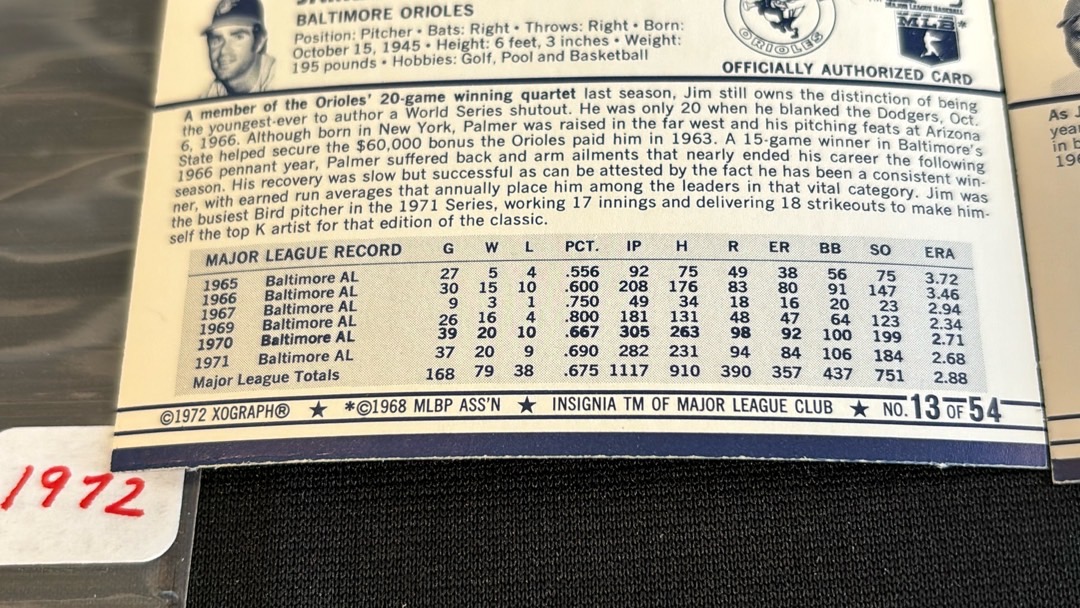 BALTIMORE ORIOLES
Position: Pitcher • Bats: Right • Throws: Right • Born:
October 15, 1945 • Height: 6 feet, 3 inches • Weight:
195 pounds • Hobbies: Golf, Pool and Basketball
ORIOLES
MLB*
OFFICIALLY AUTHORIZED CARD
A member of the Orioles' 20-game winning quartet last season, Jim still owns the distinction of being
the youngest-ever to author a World Series shutout. He was only 20 when he blanked the Dodgers, Oct.
6, 1966. Although born in New York, Palmer was raised in the far west and his pitching feats at Arizona
State helped secure the $60,000 bonus the Orioles paid him in 1963. A 15-game winner in Baltimore's
1966 pennant year, Palmer suffered back and arm ailments that nearly ended his career the following
season. His recovery was slow but successful as can be attested by the fact he has been a consistent win-
ner, with earned run averages that annually place him among the leaders in that vital category. Jim was
the busiest Bird pitcher in the 1971 Series, working 17 innings and delivering 18 strikeouts to make him-
self the top K artist for that edition of the classic.
MAJOR LEAGUE RECORD G W L PCT. IP H R ER BB SO ERA
1965 Baltimore AL 27 5 4 .556 92 75 49 38 56 75 3.72
1966 Baltimore AL 30 15 10 .600 208 176 83 80 91 147 3.46
1967 Baltimore AL 9 3 1 .750 49 34 18 16 20 23 2.94
1969 Baltimore AL 26 16 4 .800 181 131 48 47 64 123 2.34
1970 Baltimore AL 39 20 10 .667 305 263 98 92 100 199 2.71
1971 Baltimore AL 37 20 9 .690 282 231 94 84 106 184 2.68
Major League Totals 168 79 38 .675 1117 910 390 357 437 751 2.88
©1972 XOGRAPH® ★ *©1968 MLBP ASS'N ★ INSIGNIA TM OF MAJOR LEAGUE CLUB ★ NO. 13 OF 54
1972
As
year
in b
196